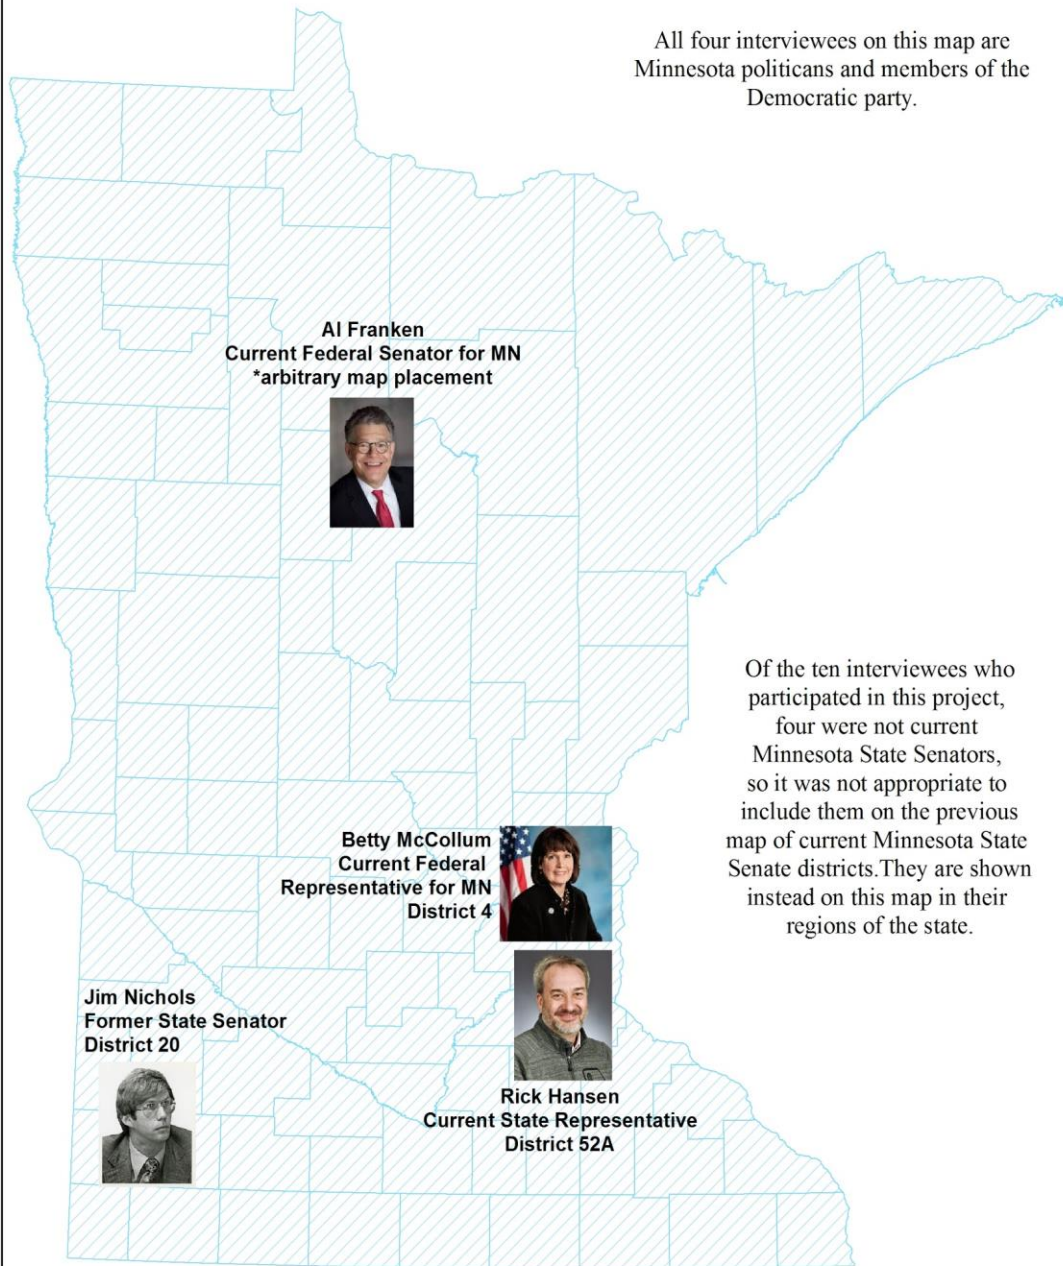 All four interviewees on this map are
Minnesota politicans and members of the
Democratic party.
Al Franken
Current Federal Senator for MN
*arbitrary map placement
Of the ten interviewees who
participated in this project,
four were not current
Minnesota State Senators,
so it was not appropriate to
include them on the previous
map of current Minnesota State
Senate districts.They are shown
instead on this map in their
regions of the state.
Betty McCollum
Current Federal
Representative for MN
District 4
Jim Nichols
Former State Senator
District 20
Rick Hansen
Current State Representative
District 52A